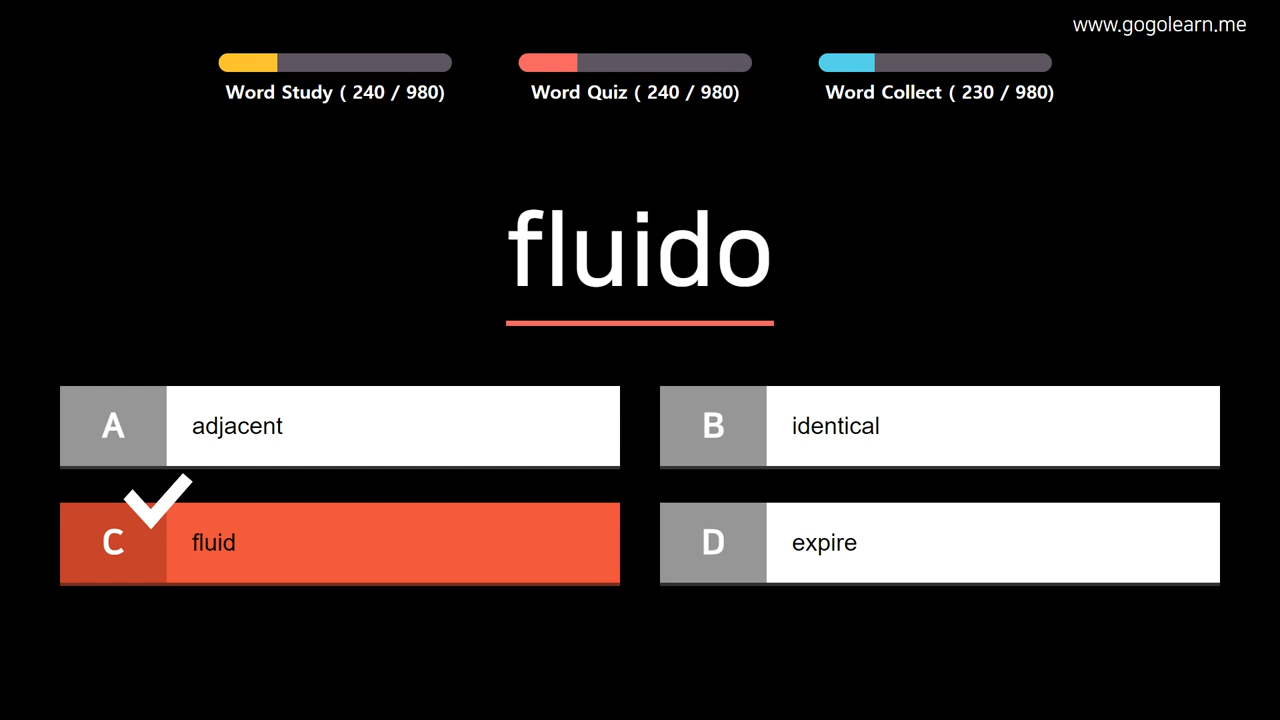 www.gogolearn.me
Word Study ( 240 / 980)
Word Quiz ( 240 / 980)
Word Collect ( 230 / 980)
fluido
A adjacent
B identical
C fluid
D expire